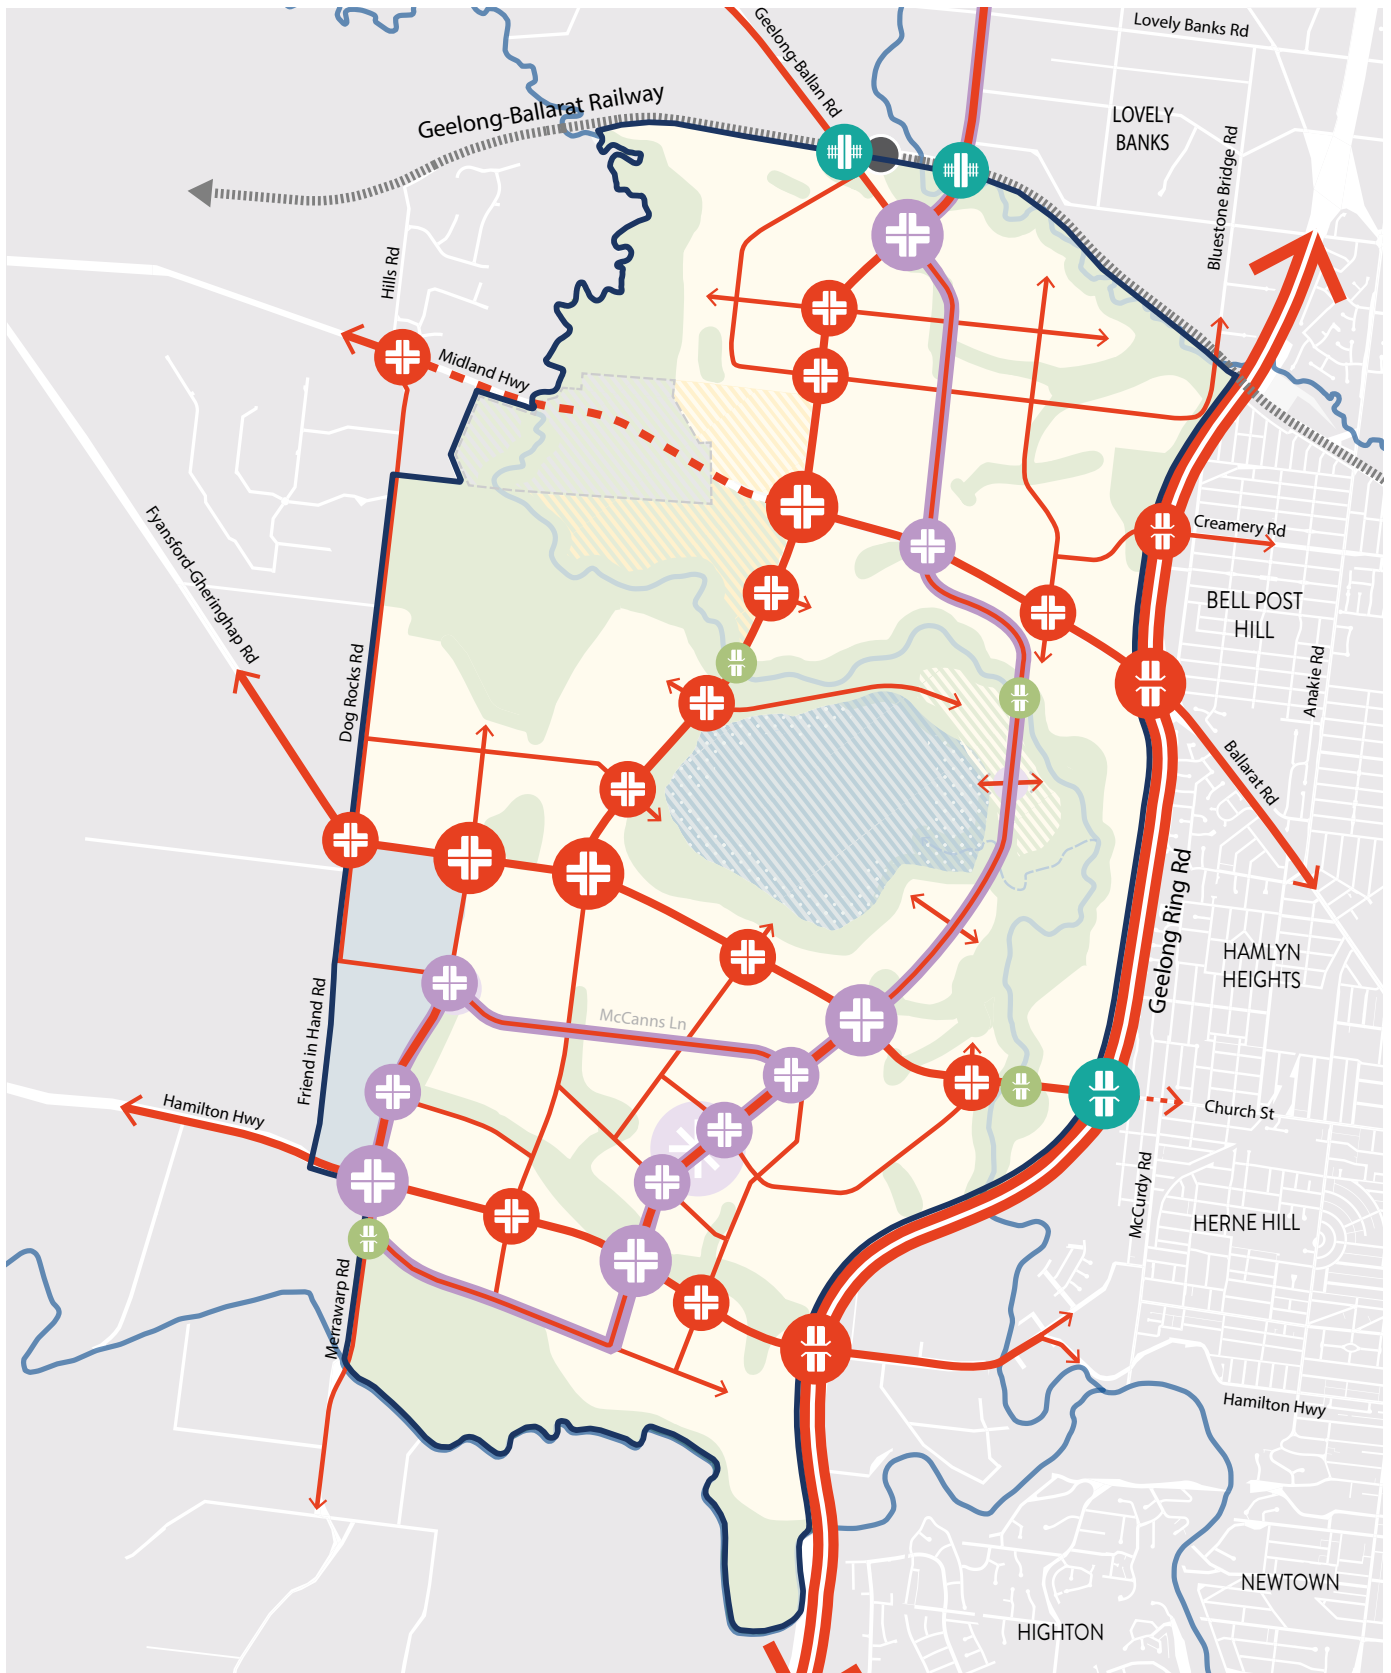 Lovely Banks Rd
Geelong-Ballan Rd
Geelong-Ballarat Railway
LOVELY
BANKS
Bluestone Bridge Rd
Hills Rd
Midland Hwy
Fyansford-Gheringhap Rd
Creamery Rd
BELL POST
HILL
Anakie Rd
Dog Rocks Rd
Ballarat Rd
Geelong Ring Rd
HAMLYN
HEIGHTS
McCanns Ln
Friend in Hand Rd
Hamilton Hwy
Church St
McCurdy Rd
HERNE HILL
Merrawarp Rd
Hamilton Hwy
NEWTOWN
HIGHTON